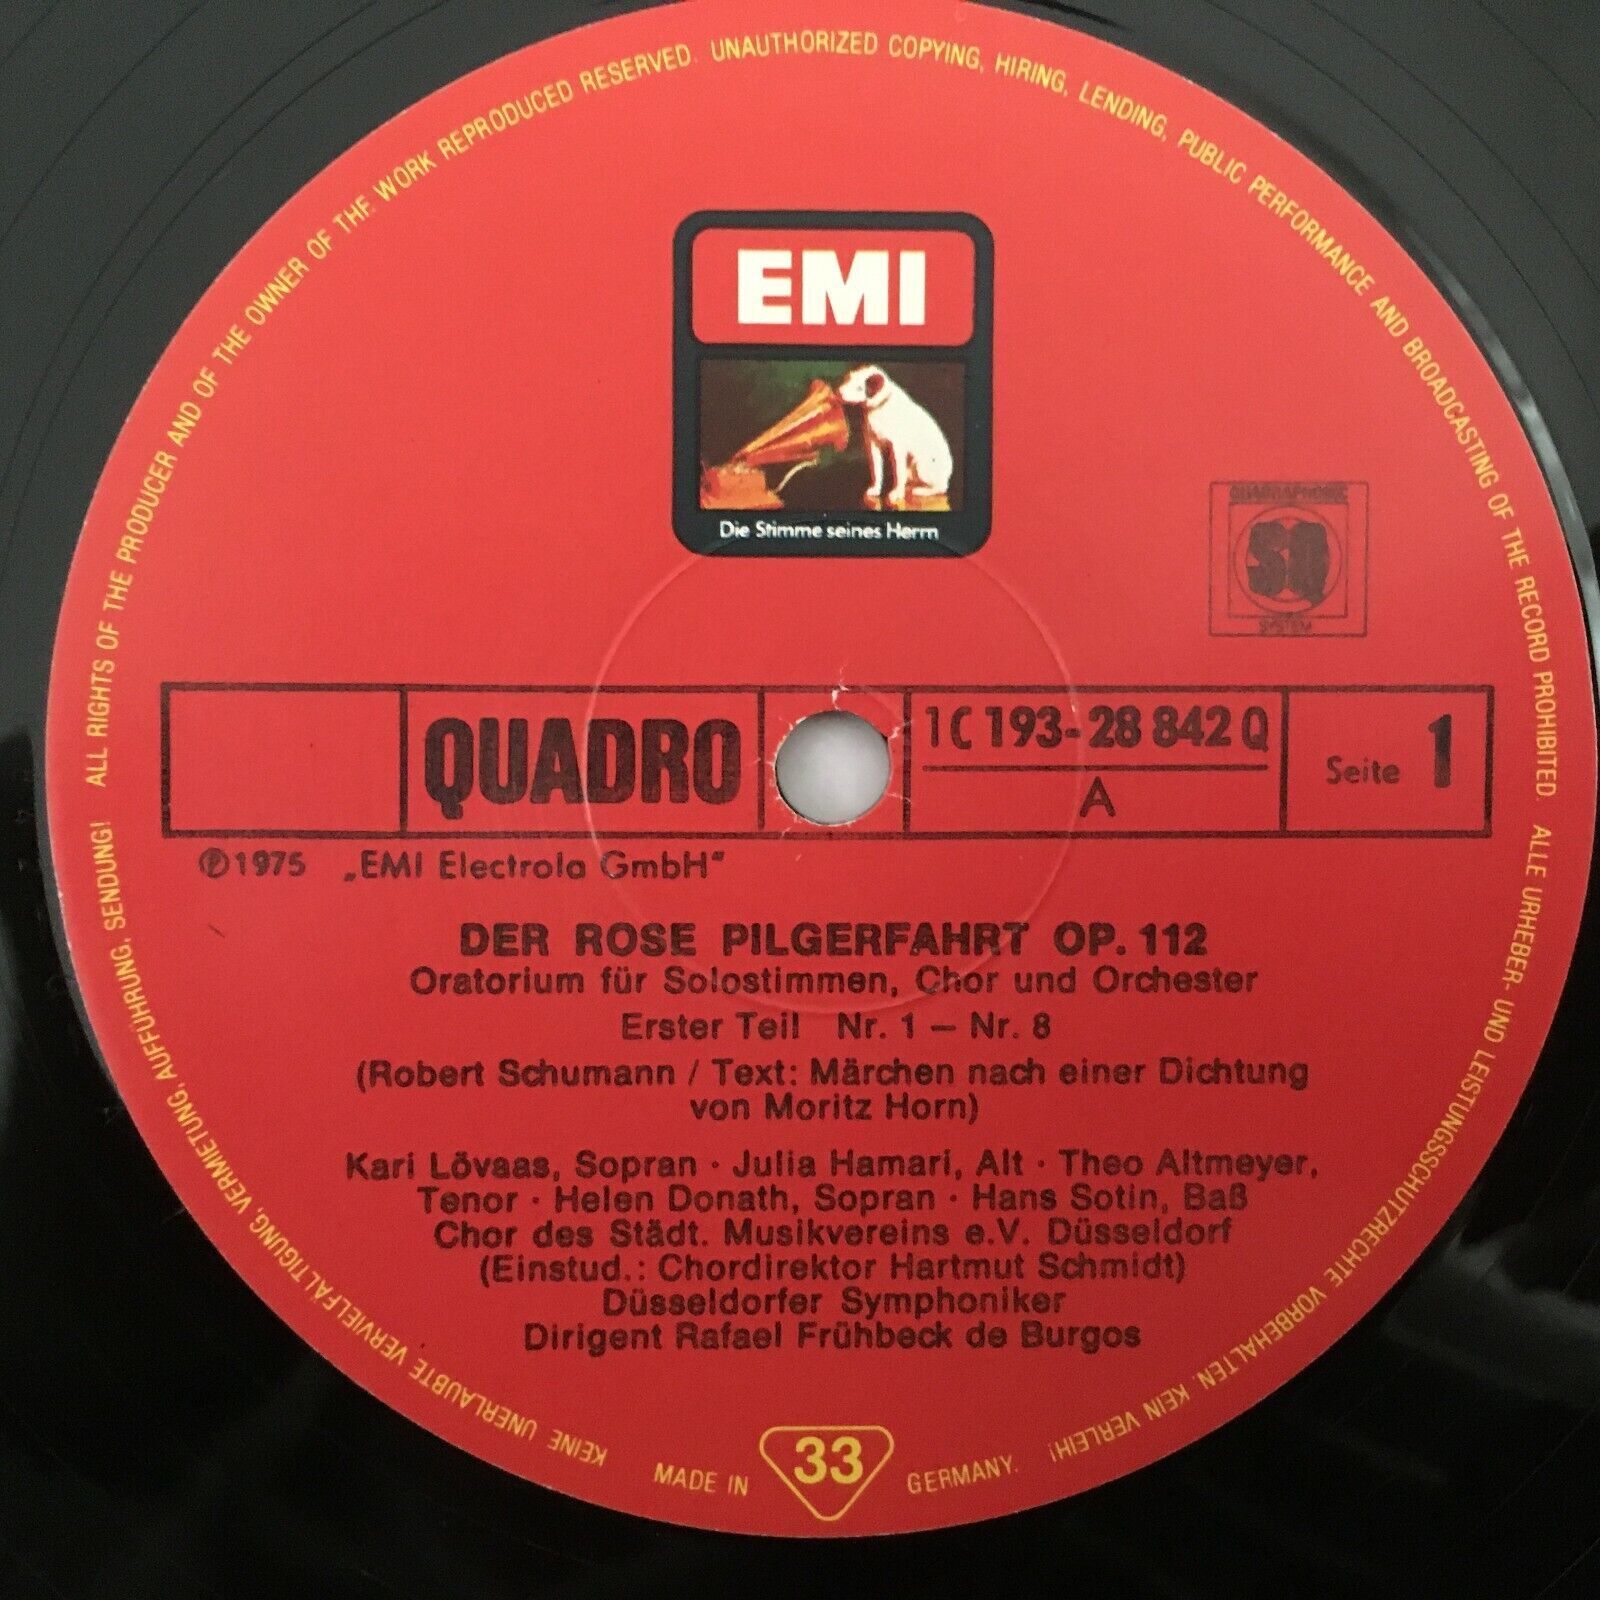 ALL RIGHTS OF THE PRODUCER AND OF THE OWNER OF THE WORK REPRODUCED RESERVED. UNAUTHORIZED COPYING, HIRING, LENDING, PUBLIC PERFORMANCE AND BROADCASTING OF THE RECORD PROHIBITED.
ALLE URHEBER- UND LEISTUNGSSCHUTZRECHTE VORBEHALTEN. KEIN VERLEIH!
KEINE UNERLAUBTE VERVIELFÄLTIGUNG, VERMIETUNG, AUFFÜHRUNG, SENDUNG!
EMI
Die Stimme seines Herrn
QUADRAPHONIC
SQ
SYSTEM
QUADRO
1C 193-28 842 Q
A
Seite 1
Ⓟ1975 „EMI Electrola GmbH"
DER ROSE PILGERFAHRT OP. 112
Oratorium für Solostimmen, Chor und Orchester
Erster Teil Nr. 1 – Nr. 8
(Robert Schumann / Text: Märchen nach einer Dichtung
von Moritz Horn)
Kari Lövaas, Sopran · Julia Hamari, Alt · Theo Altmeyer,
Tenor · Helen Donath, Sopran · Hans Sotin, Baß
Chor des Städt. Musikvereins e.V. Düsseldorf
(Einstud.: Chordirektor Hartmut Schmidt)
Düsseldorfer Symphoniker
Dirigent Rafael Frühbeck de Burgos
MADE IN 33 GERMANY.